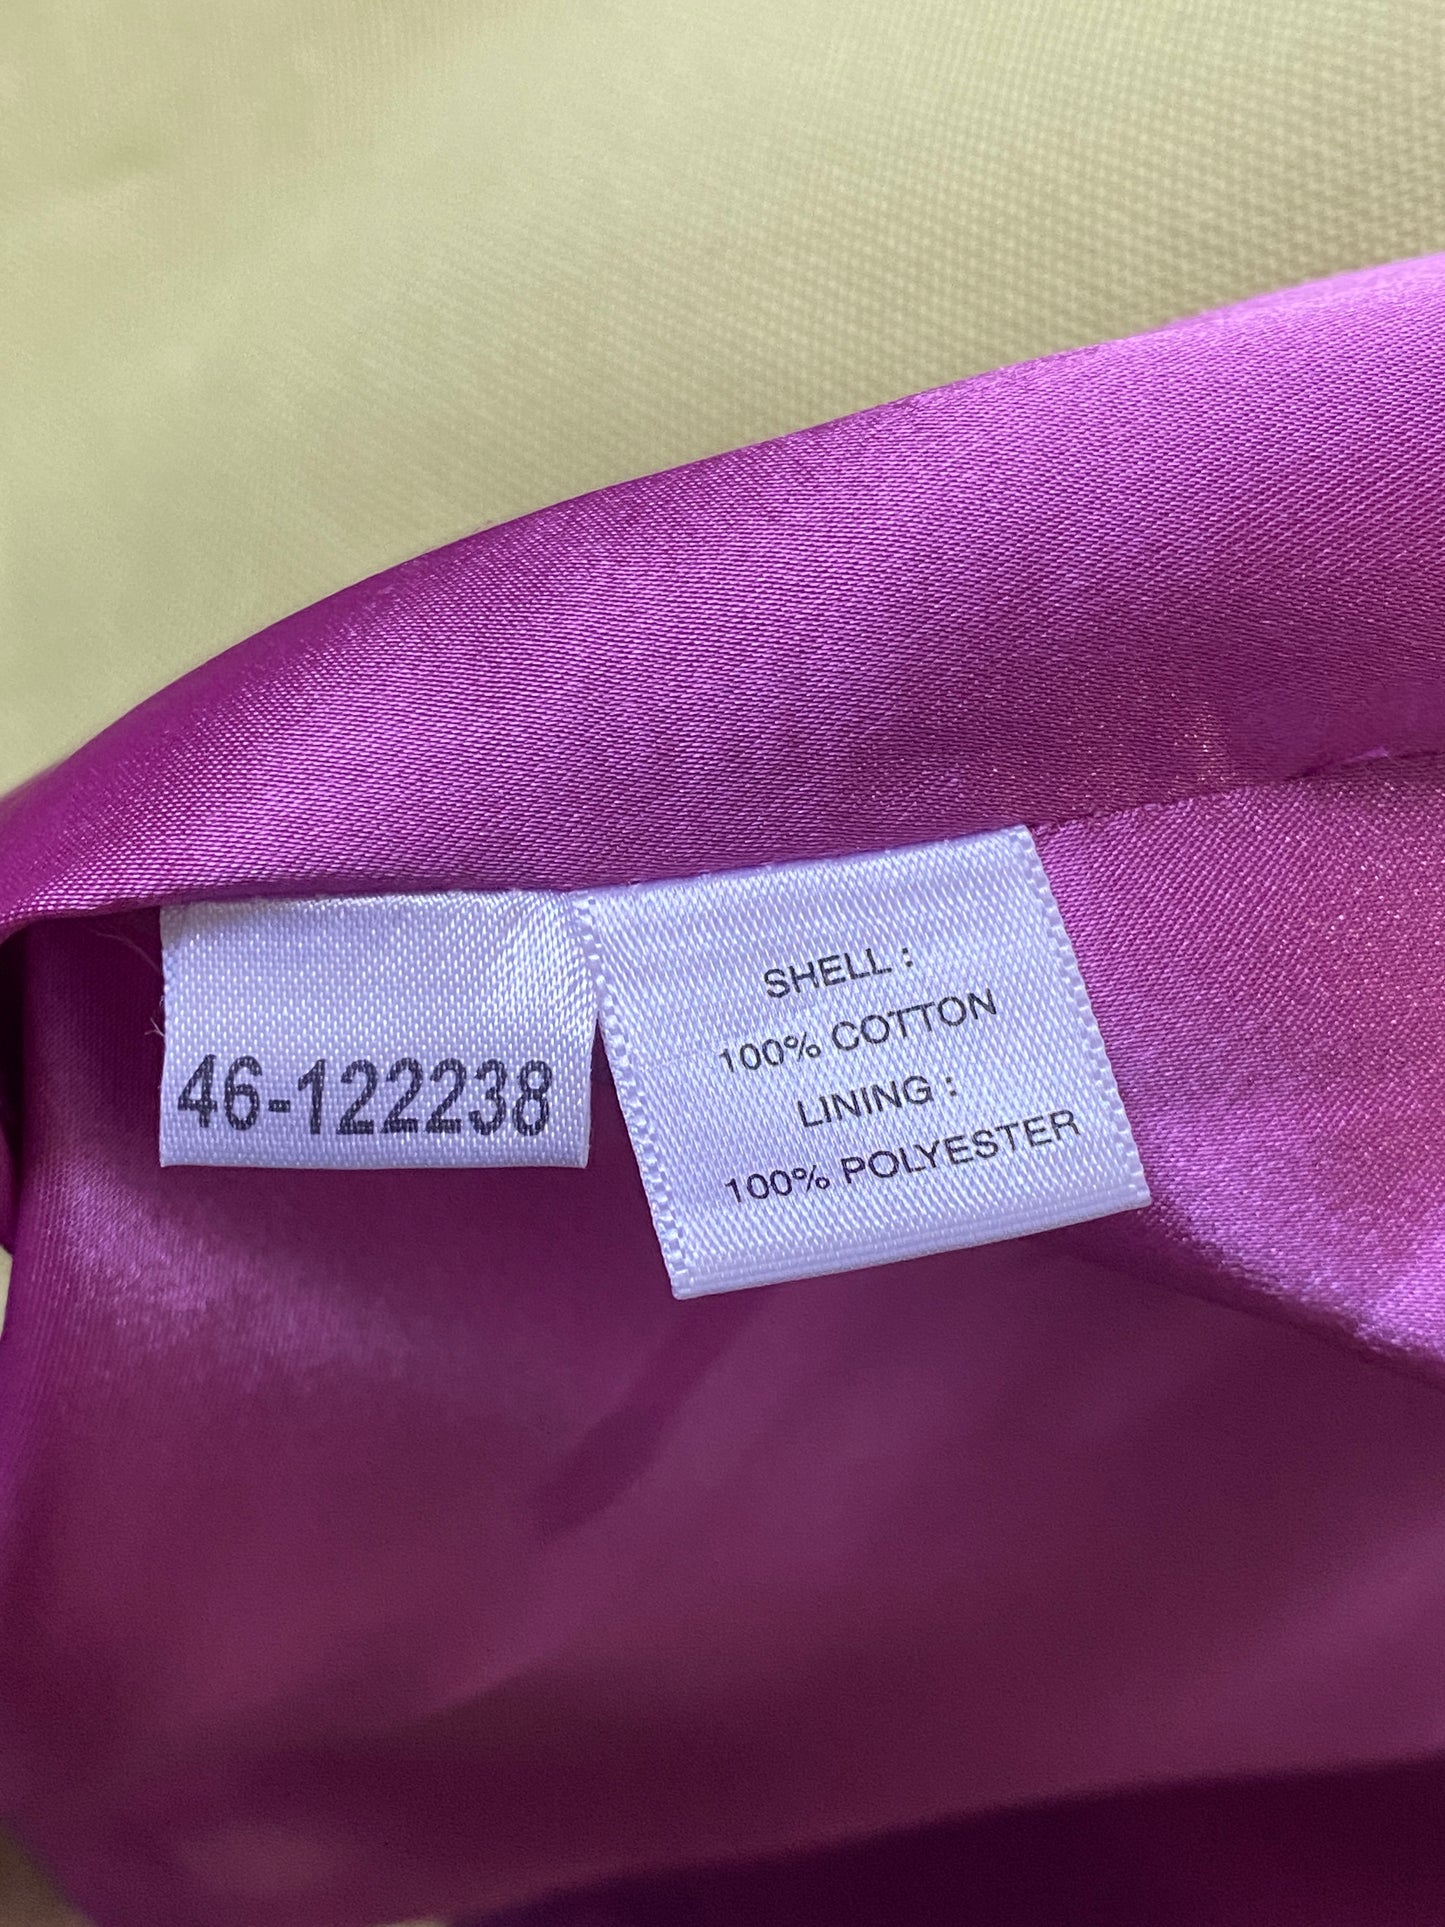 46-122238
SHELL :
100% COTTON
LINING :
100% POLYESTER